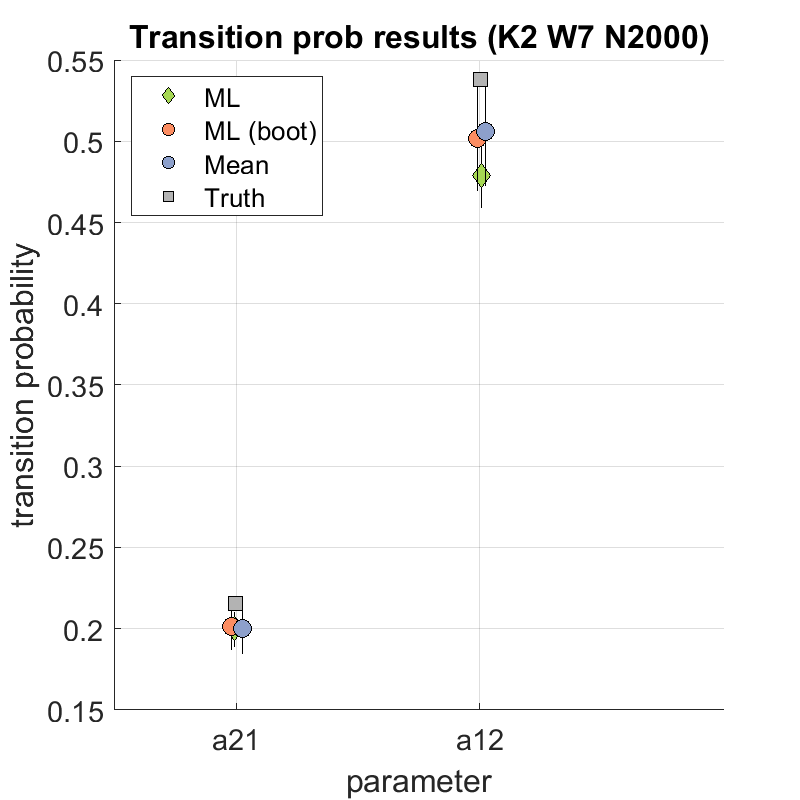 Transition prob results (K2 W7 N2000)
ML
ML (boot)
Mean
Truth
0.55
0.5
0.45
0.4
0.35
0.3
0.25
0.2
0.15
transition probability
a21
a12
parameter